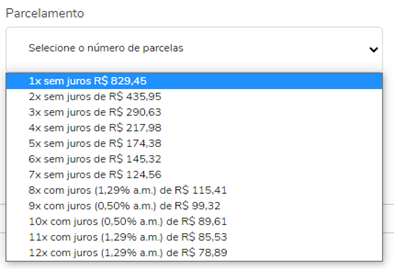 Parcelamento
Selecione o número de parcelas
1x sem juros R$ 829,45
2x sem juros de R$ 435,95
3x sem juros de R$ 290,63
4x sem juros de R$ 217,98
5x sem juros de R$ 174,38
6x sem juros de R$ 145,32
7x sem juros de R$ 124,56
8x com juros (1,29% a.m.) de R$ 115,41
9x com juros (0,50% a.m.) de R$ 99,32
10x com juros (0,50% a.m.) de R$ 89,61
11x com juros (1,29% a.m.) de R$ 85,53
12x com juros (1,29% a.m.) de R$ 78,89